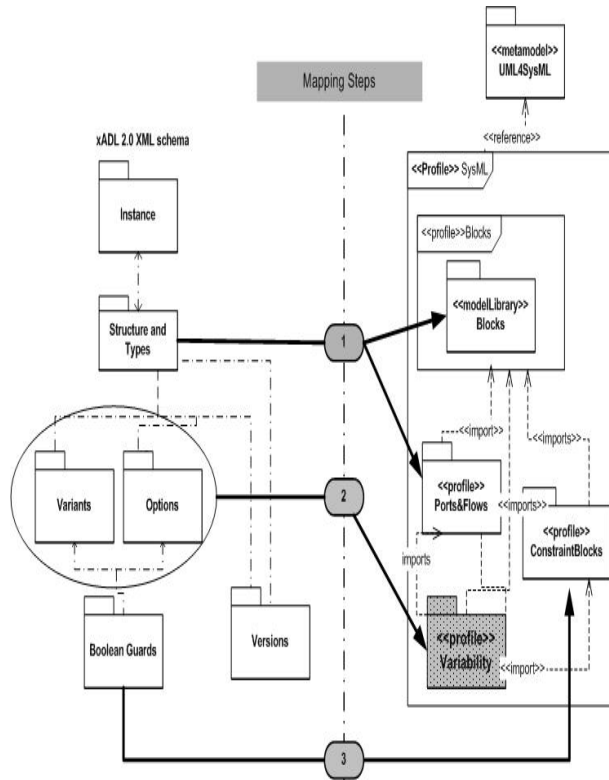 <<metamodel>>
UML4SysML
Mapping Steps
<<reference>>
xADL 2.0 XML schema
<<Profile>> SysML
Instance
<<profile>>Blocks
<<modelLibrary>>
Blocks
Structure and
Types
1
<<import>>
<<imports>>
Variants
Options
2
<<profile>>
Ports&Flows
<<imports>>
<<profile>>
ConstraintBlocks
imports
Boolean Guards
Versions
<<profile>>
Variability
<<import>>
3